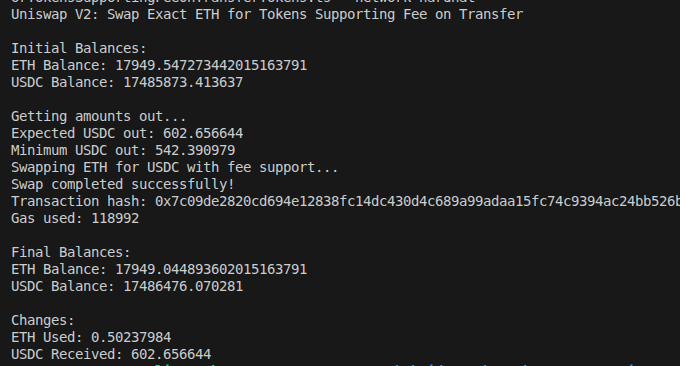 Uniswap V2: Swap Exact ETH for Tokens Supporting Fee on Transfer
Initial Balances:
ETH Balance: 17949.547273442015163791
USDC Balance: 17485873.413637
Getting amounts out...
Expected USDC out: 602.656644
Minimum USDC out: 542.390979
Swapping ETH for USDC with fee support...
Swap completed successfully!
Transaction hash: 0x7c09de2820cd694e12838fc14dc430d4c689a99adaa15fc74c9394ac24bb526b
Gas used: 118992
Final Balances:
ETH Balance: 17949.044893602015163791
USDC Balance: 17486476.070281
Changes:
ETH Used: 0.50237984
USDC Received: 602.656644